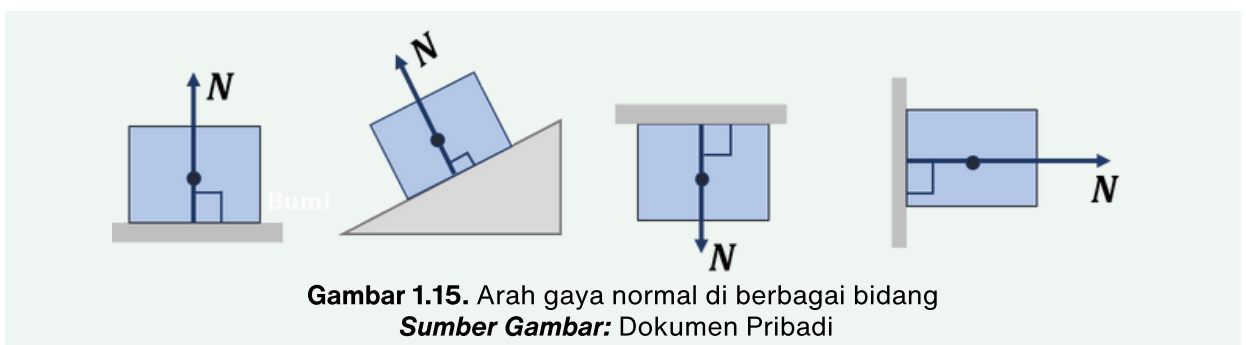 N
N
N
N
Bumi
Gambar 1.15. Arah gaya normal di berbagai bidang
Sumber Gambar: Dokumen Pribadi